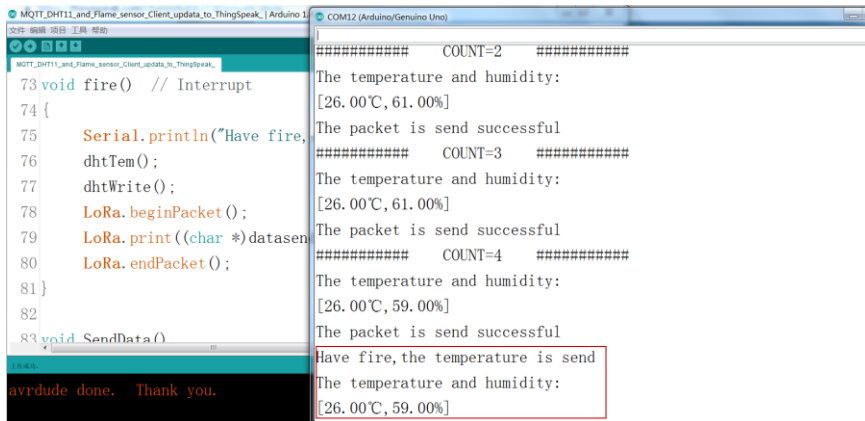 MQTT_DHT11_and_Flame_sensor_Client_updata_to_ThingSpeak_ | Arduino 1.
文件 编辑 项目 工具 帮助
MQTT_DHT11_and_Flame_sensor_Client_updata_to_ThingSpeak_
73 void fire() // Interrupt
74 {
75 Serial.println("Have fire,
76 dhtTem();
77 dhtWrite();
78 LoRa.beginPacket();
79 LoRa.print((char *)datasen
80 LoRa.endPacket();
81 }
82
83 void SendData()
上传成功。
avrdude done. Thank you.
COM12 (Arduino/Genuino Uno)
########### COUNT=2 ###########
The temperature and humidity:
[26.00℃,61.00%]
The packet is send successful
########### COUNT=3 ###########
The temperature and humidity:
[26.00℃,61.00%]
The packet is send successful
########### COUNT=4 ###########
The temperature and humidity:
[26.00℃,59.00%]
The packet is send successful
Have fire,the temperature is send
The temperature and humidity:
[26.00℃,59.00%]